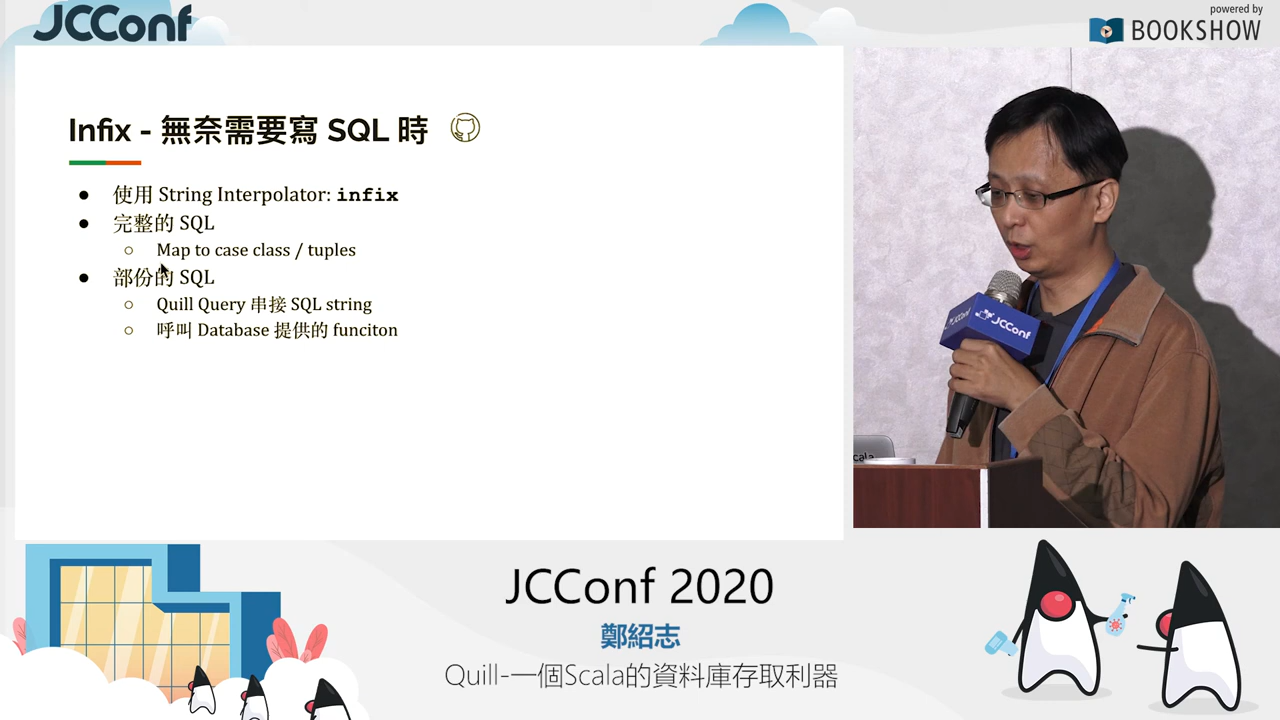 JCConf
powered by
BOOKSHOW
Infix - 無奈需要寫 SQL 時
● 使用 String Interpolator: infix
● 完整的 SQL
○ Map to case class / tuples
● 部份的 SQL
○ Quill Query 串接 SQL string
○ 呼叫 Database 提供的 funciton
JCConf
JCConf
cala
JCConf 2020
鄭紹志
Quill-一個Scala的資料庫存取利器